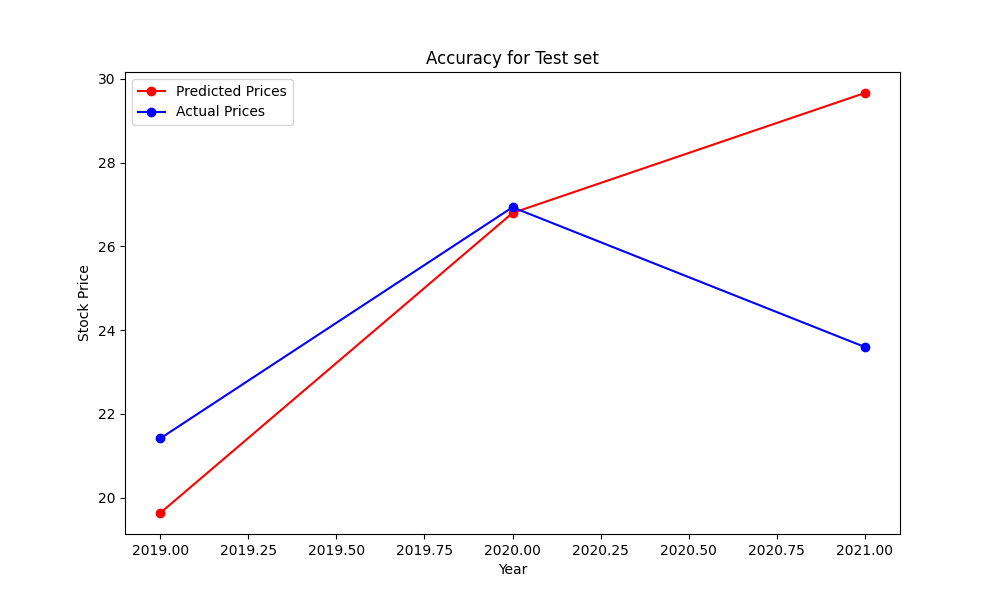 Accuracy for Test set
Predicted Prices
Actual Prices
30
28
26
24
22
20
Stock Price
2019.00 2019.25 2019.50 2019.75 2020.00 2020.25 2020.50 2020.75 2021.00
Year